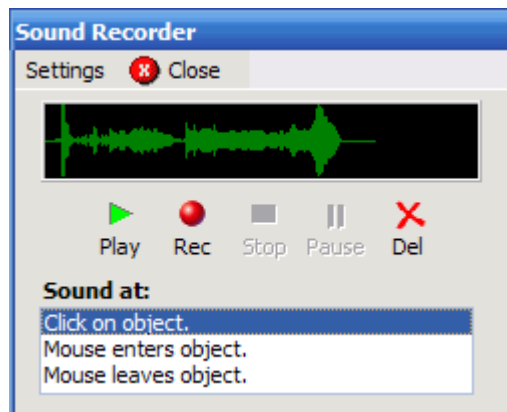 Sound Recorder
Settings Close
Play Rec Stop Pause Del
Sound at:
Click on object.
Mouse enters object.
Mouse leaves object.